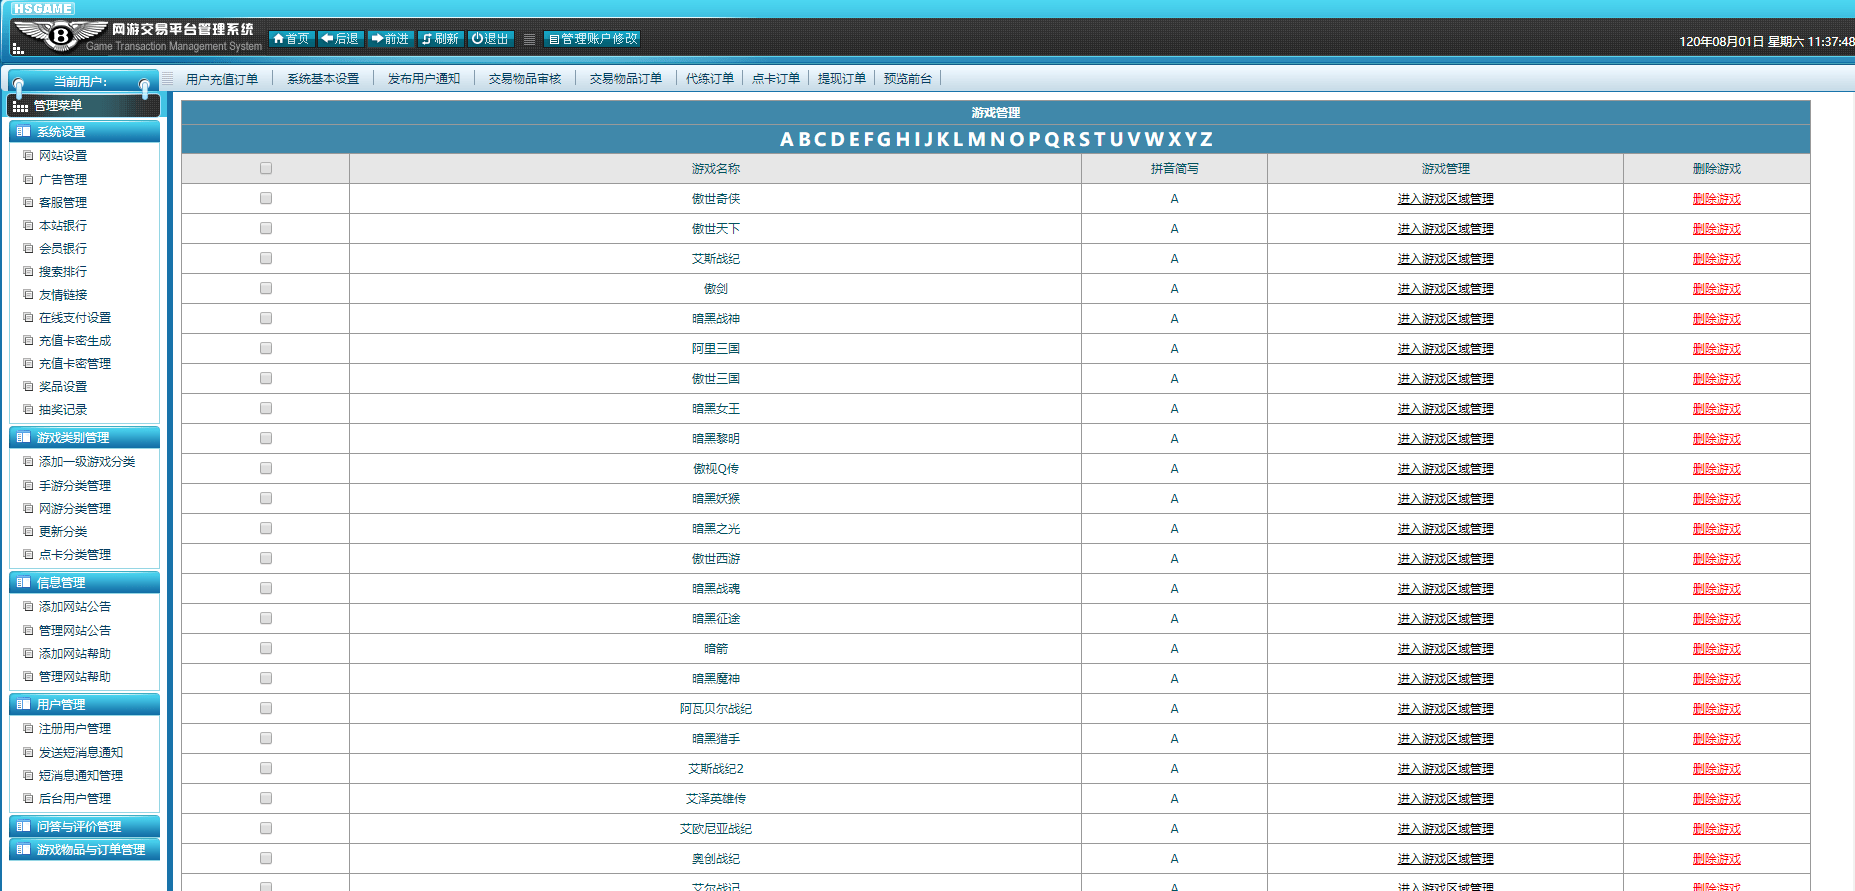 HSGAME
网游交易平台管理系统
Game Transaction Management System
首页 后退 前进 刷新 退出 管理账户修改
120年08月01日 星期六 11:37:48
当前用户:
用户充值订单 系统基本设置 发布用户通知 交易物品审核 交易物品订单 代练订单 点卡订单 提现订单 预览前台
管理菜单
系统设置
网站设置
广告管理
客服管理
本站银行
会员银行
搜索排行
友情链接
在线支付设置
充值卡密生成
充值卡密管理
奖品设置
抽奖记录
游戏类别管理
添加一级游戏分类
手游分类管理
网游分类管理
更新分类
点卡分类管理
信息管理
添加网站公告
管理网站公告
添加网站帮助
管理网站帮助
用户管理
注册用户管理
发送短消息通知
短消息通知管理
后台用户管理
问答与评价管理
游戏物品与订单管理
游戏管理
A B C D E F G H I J K L M N O P Q R S T U V W X Y Z
游戏名称 拼音简写 游戏管理 删除游戏
傲世奇侠 A 进入游戏区域管理 删除游戏
傲世天下 A 进入游戏区域管理 删除游戏
艾斯战纪 A 进入游戏区域管理 删除游戏
傲剑 A 进入游戏区域管理 删除游戏
暗黑战神 A 进入游戏区域管理 删除游戏
阿里三国 A 进入游戏区域管理 删除游戏
傲世三国 A 进入游戏区域管理 删除游戏
暗黑女王 A 进入游戏区域管理 删除游戏
暗黑黎明 A 进入游戏区域管理 删除游戏
傲视Q传 A 进入游戏区域管理 删除游戏
暗黑妖猴 A 进入游戏区域管理 删除游戏
暗黑之光 A 进入游戏区域管理 删除游戏
傲世西游 A 进入游戏区域管理 删除游戏
暗黑战魂 A 进入游戏区域管理 删除游戏
暗黑征途 A 进入游戏区域管理 删除游戏
暗箭 A 进入游戏区域管理 删除游戏
暗黑魔神 A 进入游戏区域管理 删除游戏
阿瓦贝尔战纪 A 进入游戏区域管理 删除游戏
暗黑猎手 A 进入游戏区域管理 删除游戏
艾斯战纪2 A 进入游戏区域管理 删除游戏
艾泽英雄传 A 进入游戏区域管理 删除游戏
艾欧尼亚战纪 A 进入游戏区域管理 删除游戏
奥创战纪 A 进入游戏区域管理 删除游戏
艾尔战记 A 进入游戏区域管理 删除游戏